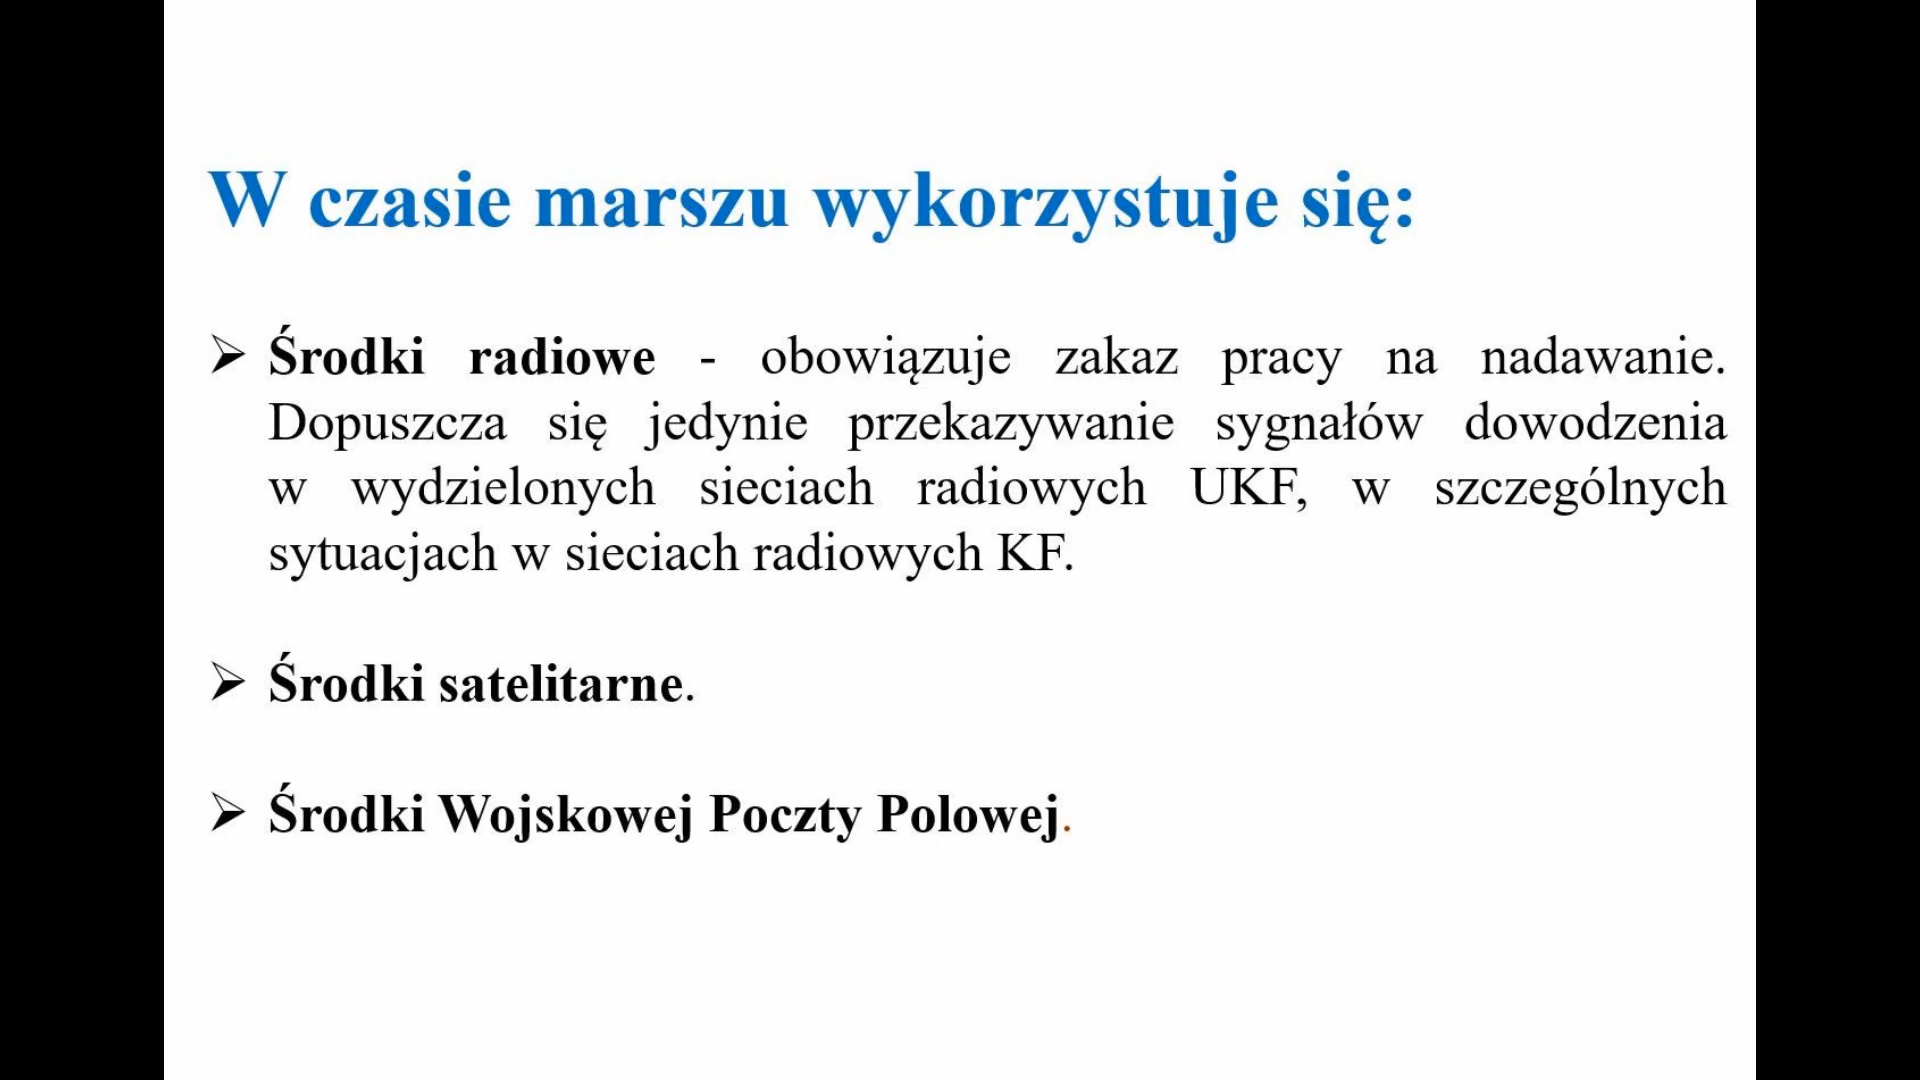 W czasie marszu wykorzystuje się:
➢ Środki radiowe - obowiązuje zakaz pracy na nadawanie.
Dopuszcza się jedynie przekazywanie sygnałów dowodzenia
w wydzielonych sieciach radiowych UKF, w szczególnych
sytuacjach w sieciach radiowych KF.
➢ Środki satelitarne.
➢ Środki Wojskowej Poczty Polowej.